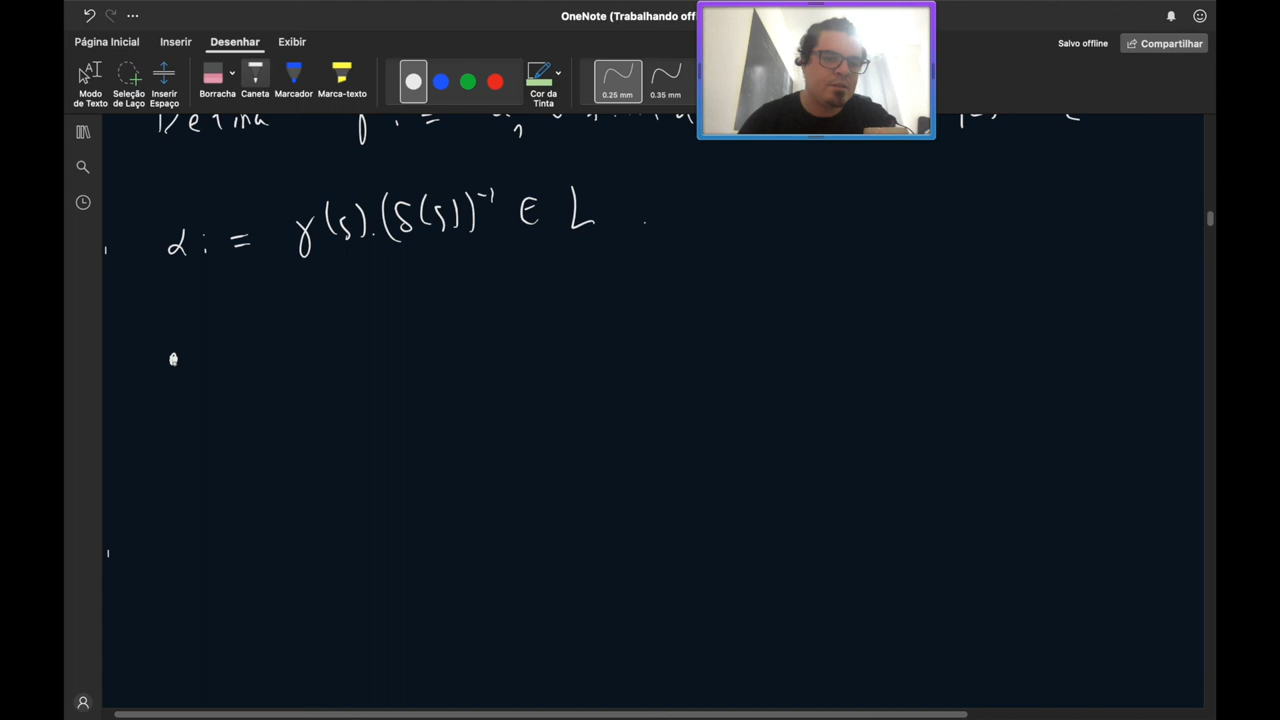 OneNote (Trabalhando off
Página Inicial Inserir Desenhar Exibir
Salvo offline Compartilhar
Modo de Texto Seleção de Laço Inserir Espaço Borracha Caneta Marcador Marca-texto Cor da Tinta 0.25 mm 0.35 mm
Defina
α := γ(ζ).(δ(ζ))⁻¹ ∈ L .